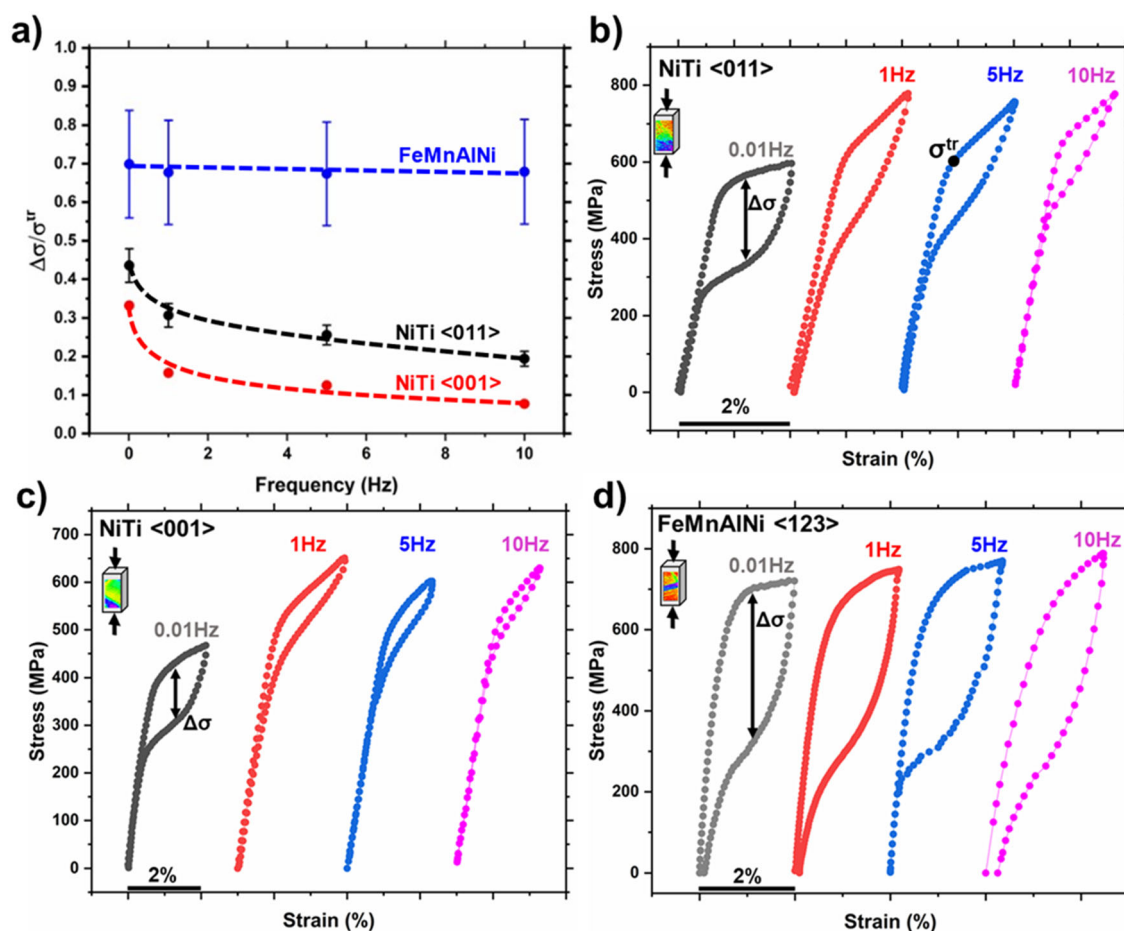 a)
1.0
0.9
0.8
0.7
0.6
0.5
0.4
0.3
0.2
0.1
0.0
Δσ/σᵗʳ
FeMnAlNi
NiTi <011>
NiTi <001>
0 2 4 6 8 10
Frequency (Hz)
b)
NiTi <011>
1Hz 5Hz 10Hz
0.01Hz
Δσ
σᵗʳ
800
600
400
200
0
Stress (MPa)
2%
Strain (%)
c)
NiTi <001>
1Hz 5Hz 10Hz
0.01Hz
Δσ
700
600
500
400
300
200
100
0
Stress (MPa)
2%
Strain (%)
d)
FeMnAlNi <123>
0.01Hz 1Hz 5Hz 10Hz
Δσ
800
600
400
200
0
Stress (MPa)
2%
Strain (%)